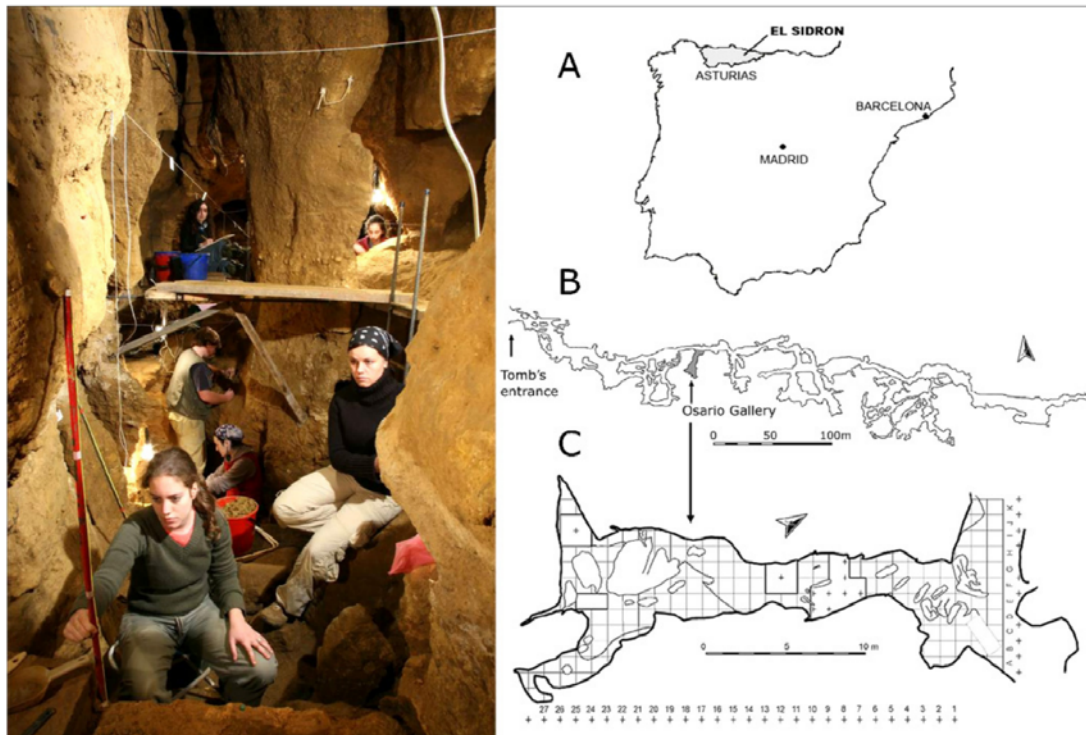 A
EL SIDRON
ASTURIAS
BARCELONA
MADRID
B
Tomb's
entrance
Osario Gallery
0 50 100m
C
K
J
I
H
G
F
E
D
C
B
A
0 5 10 m
27 26 25 24 23 22 21 20 19 18 17 16 15 14 13 12 11 10 9 8 7 6 5 4 3 2 1